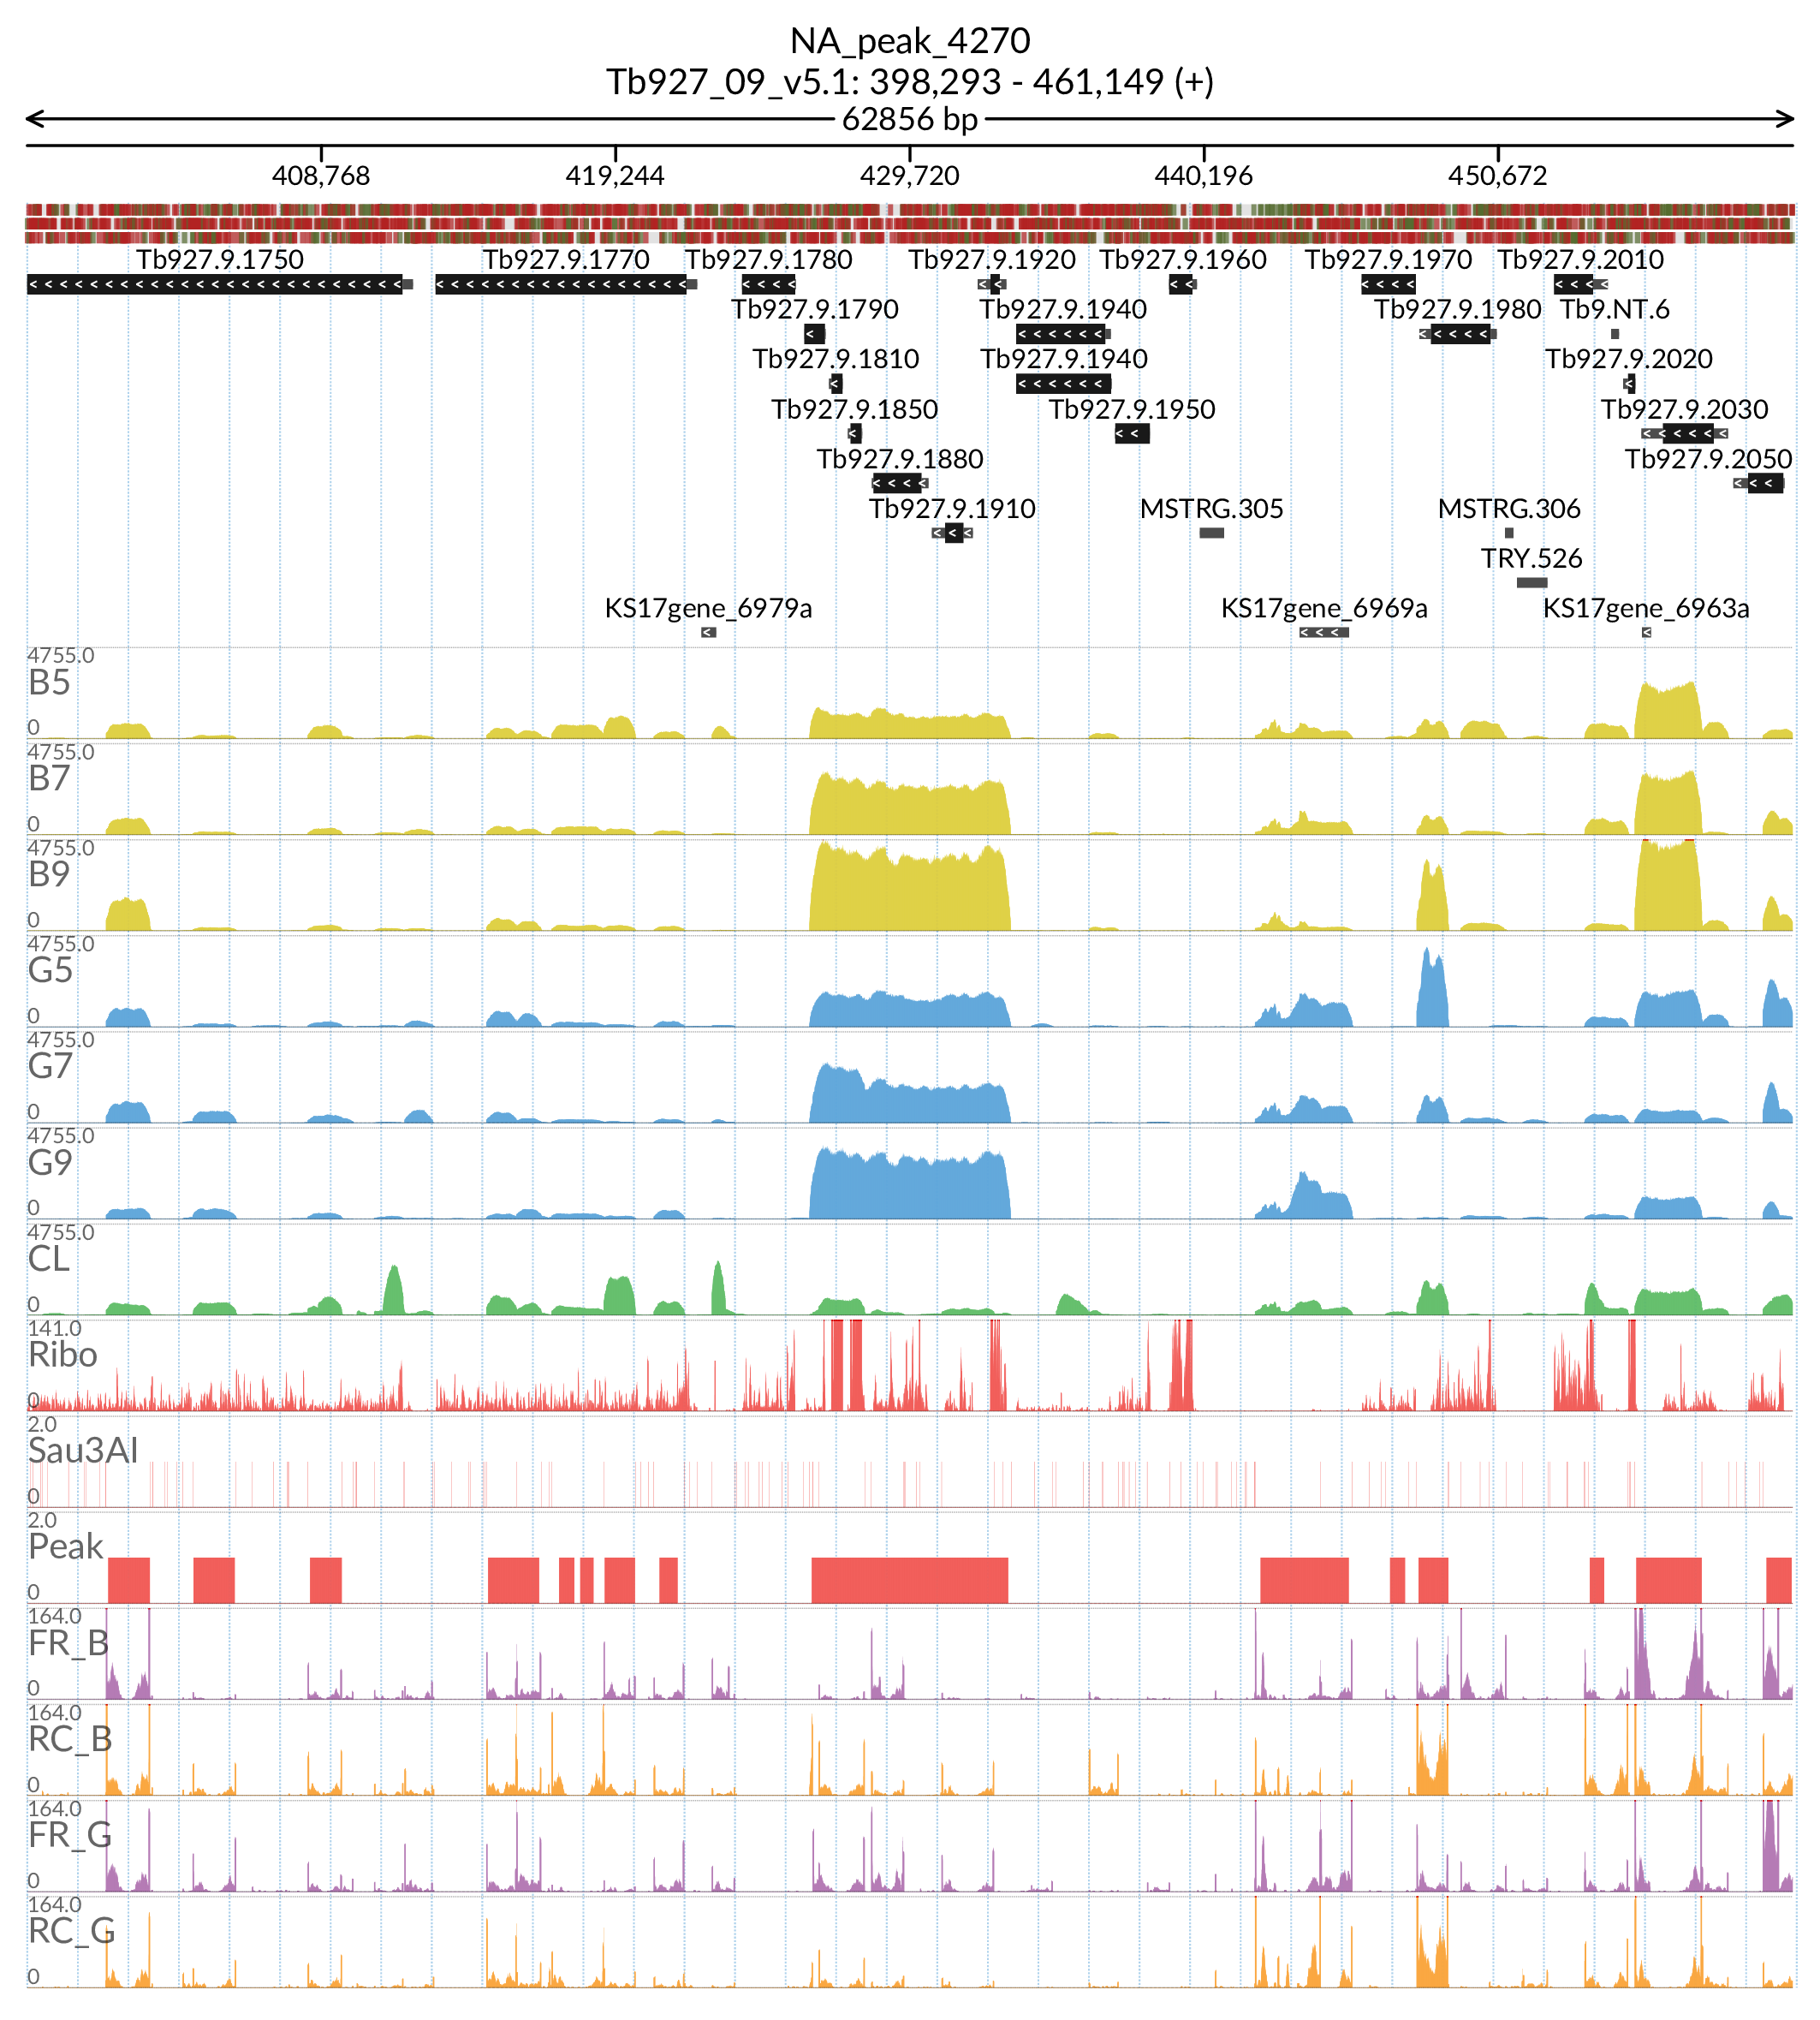 NA_peak_4270
Tb927_09_v5.1: 398,293 - 461,149 (+)
62856 bp
408,768 419,244 429,720 440,196 450,672
Tb927.9.1750 Tb927.9.1770 Tb927.9.1780 Tb927.9.1920 Tb927.9.1960 Tb927.9.1970 Tb927.9.2010
Tb927.9.1790 Tb927.9.1940 Tb927.9.1980 Tb9.NT.6
Tb927.9.1810 Tb927.9.1940 Tb927.9.2020
Tb927.9.1850 Tb927.9.1950 Tb927.9.2030
Tb927.9.1880 Tb927.9.2050
Tb927.9.1910 MSTRG.305 MSTRG.306
TRY.526
KS17gene_6979a KS17gene_6969a KS17gene_6963a
4755.0
B5
0
4755.0
B7
0
4755.0
B9
0
4755.0
G5
0
4755.0
G7
0
4755.0
G9
0
4755.0
CL
0
141.0
Ribo
0
2.0
Sau3AI
0
2.0
Peak
0
164.0
FR_B
0
164.0
RC_B
0
164.0
FR_G
0
164.0
RC_G
0